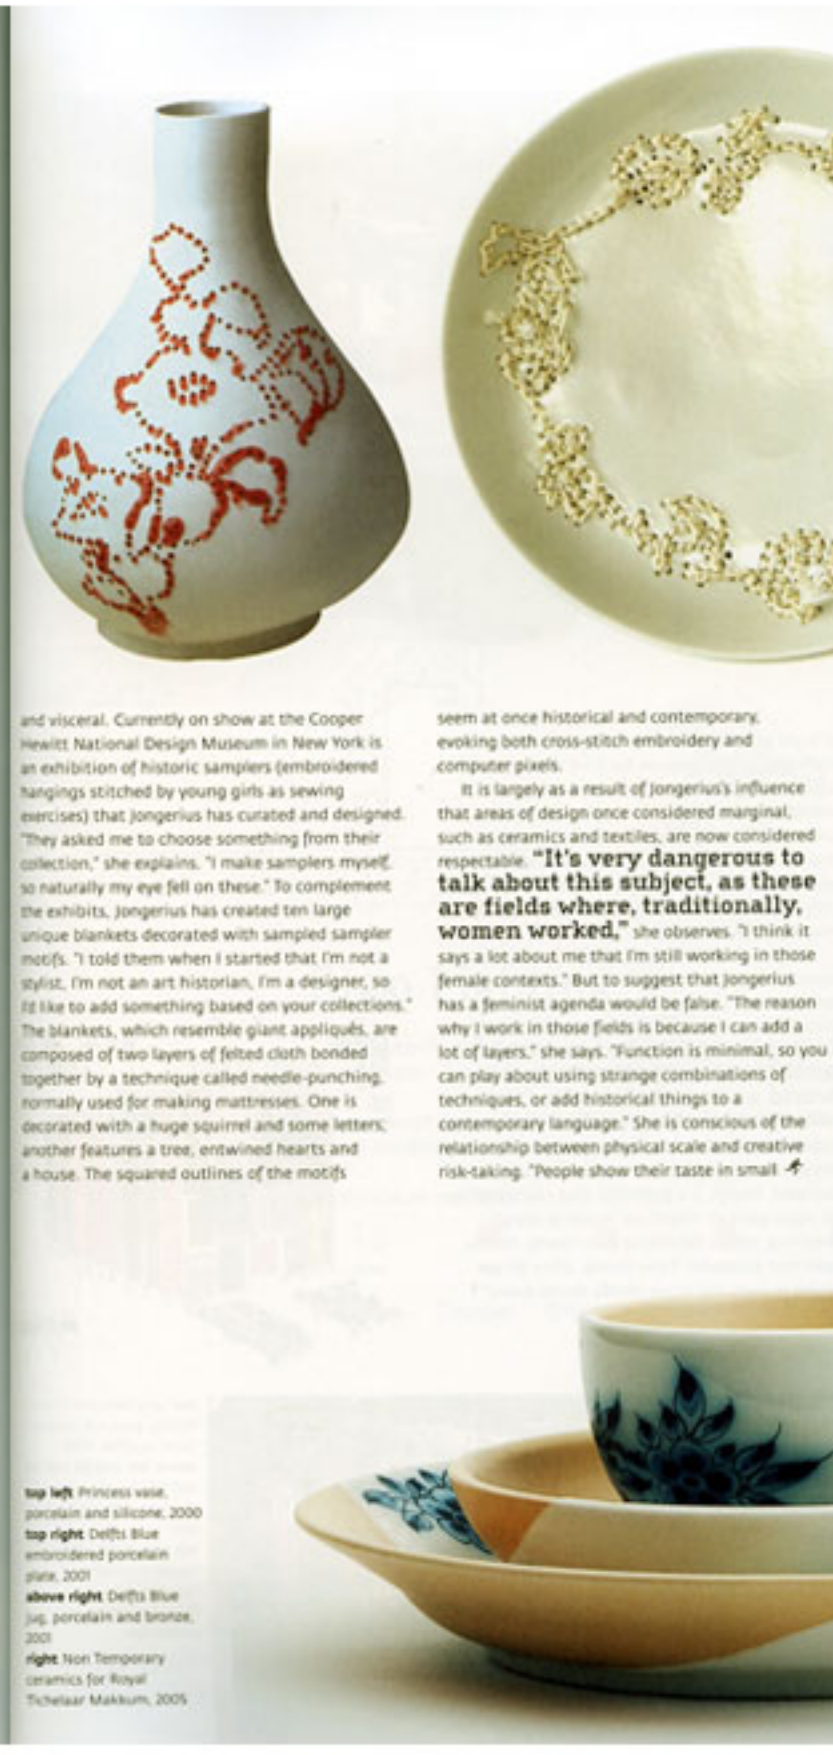 and visceral. Currently on show at the Cooper
Hewitt National Design Museum in New York is
an exhibition of historic samplers (embroidered
hangings stitched by young girls as sewing
exercises) that Jongerius has curated and designed.
"They asked me to choose something from their
collection," she explains. "I make samplers myself,
so naturally my eye fell on these." To complement
the exhibits, Jongerius has created ten large
unique blankets decorated with sampled sampler
motifs. "I told them when I started that I'm not a
stylist, I'm not an art historian, I'm a designer, so
I'd like to add something based on your collections."
The blankets, which resemble giant appliqués, are
composed of two layers of felted cloth bonded
together by a technique called needle-punching,
normally used for making mattresses. One is
decorated with a huge squirrel and some letters;
another features a tree, entwined hearts and
a house. The squared outlines of the motifs
seem at once historical and contemporary,
evoking both cross-stitch embroidery and
computer pixels.
It is largely as a result of Jongerius's influence
that areas of design once considered marginal,
such as ceramics and textiles, are now considered
respectable. "It's very dangerous to
talk about this subject, as these
are fields where, traditionally,
women worked," she observes. "I think it
says a lot about me that I'm still working in those
female contexts." But to suggest that Jongerius
has a feminist agenda would be false. "The reason
why I work in those fields is because I can add a
lot of layers," she says. "Function is minimal, so you
can play about using strange combinations of
techniques, or add historical things to a
contemporary language." She is conscious of the
relationship between physical scale and creative
risk-taking. "People show their taste in small
top left Princess vase,
porcelain and silicone, 2000
top right Delfts Blue
embroidered porcelain
plate, 2001
above right Delfts Blue
jug, porcelain and bronze,
2001
right Non Temporary
ceramics for Royal
Tichelaar Makkum, 2005